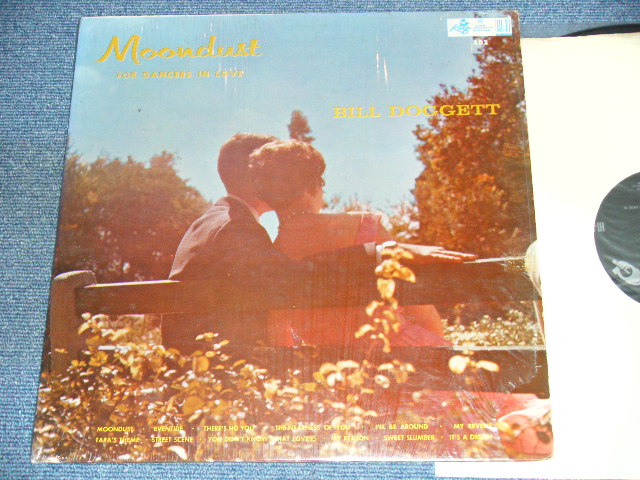 Moondust
FOR DANCERS IN LOVE
BILL DOGGETT
MOONDUST · EVENTIDE · THERE'S NO YOU · THE NEARNESS OF YOU · I'LL BE AROUND · MY REVERIE
TARA'S THEME · STREET SCENE · YOU DON'T KNOW WHAT LOVE IS · MY REASON · SWEET SLUMBER · IT'S A DREAM